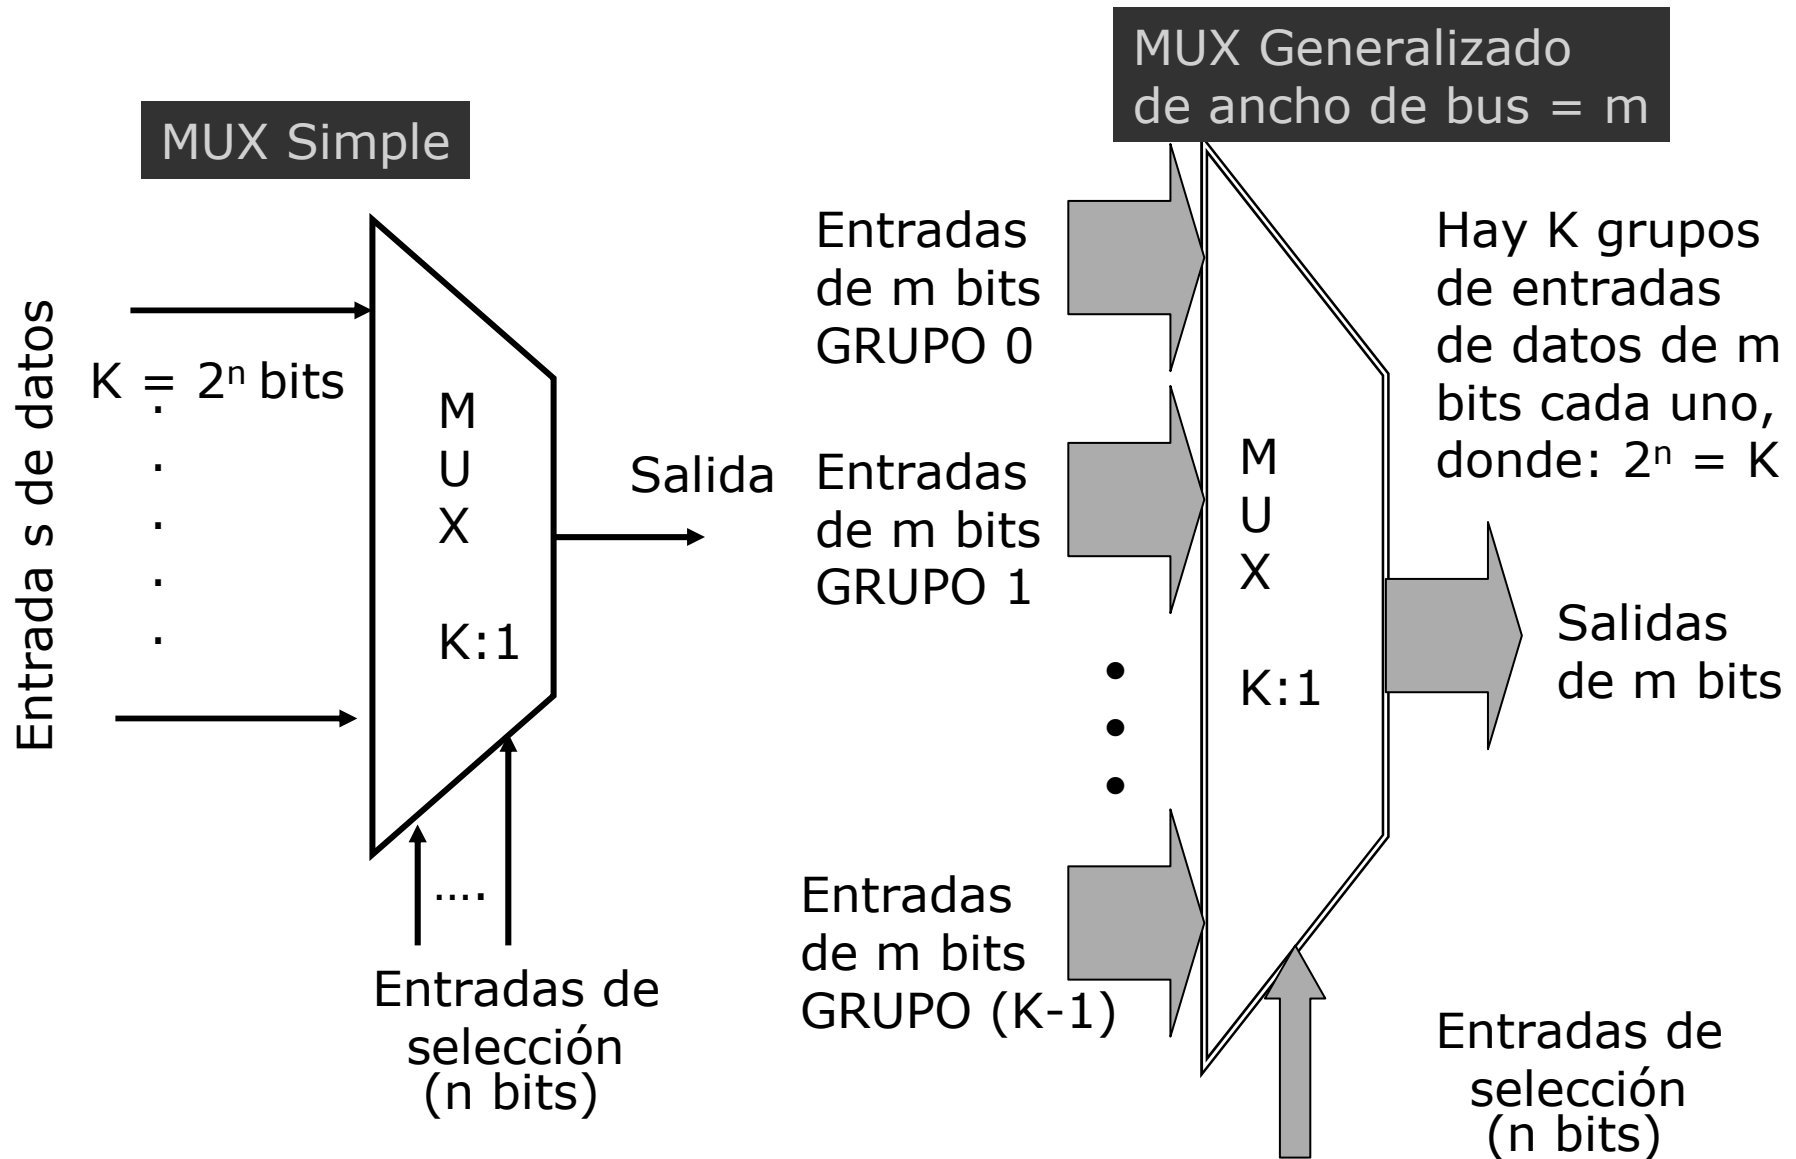 MUX Simple
Entrada s de datos
K = 2ⁿ bits
.
.
.
.
.
M
U
X
K:1
Salida
....
Entradas de
selección
(n bits)
MUX Generalizado
de ancho de bus = m
Entradas
de m bits
GRUPO 0
Entradas
de m bits
GRUPO 1
•
•
•
Entradas
de m bits
GRUPO (K-1)
M
U
X
K:1
Hay K grupos
de entradas
de datos de m
bits cada uno,
donde: 2ⁿ = K
Salidas
de m bits
Entradas de
selección
(n bits)